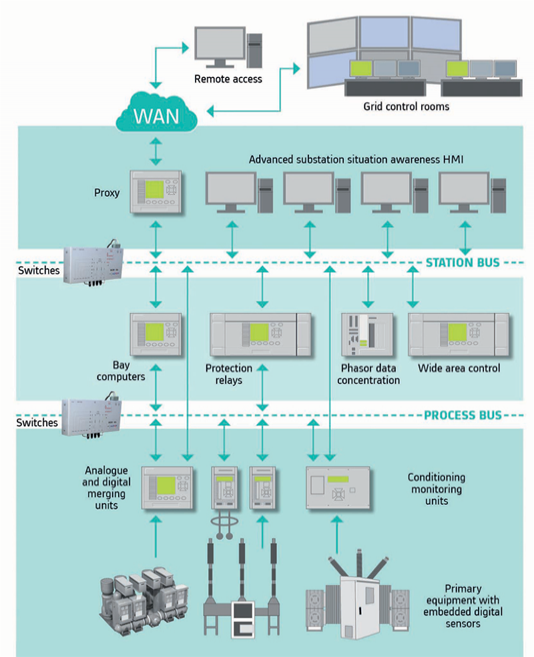 Remote access
Grid control rooms
WAN
Advanced substation situation awareness HMI
Proxy
Switches
STATION BUS
Bay
computers
Protection
relays
Phasor data
concentration
Wide area control
Switches
PROCESS BUS
Analogue
and digital
merging
units
Conditioning
monitoring
units
Primary
equipment with
embedded digital
sensors